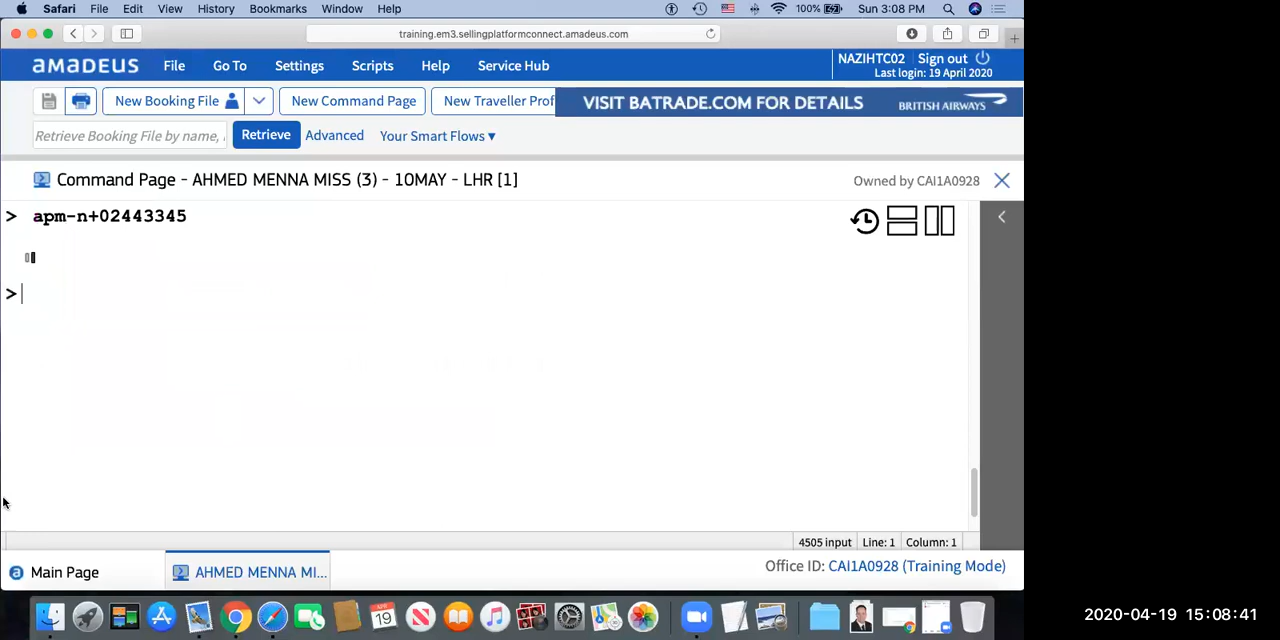 Safari File Edit View History Bookmarks Window Help 100% Sun 3:08 PM
training.em3.sellingplatformconnect.amadeus.com
amadeus File Go To Settings Scripts Help Service Hub NAZIHTC02 Sign out
Last login: 19 April 2020
New Booking File New Command Page New Traveller Prof VISIT BATRADE.COM FOR DETAILS BRITISH AIRWAYS
Retrieve Booking File by name, Retrieve Advanced Your Smart Flows ▾
Command Page - AHMED MENNA MISS (3) - 10MAY - LHR [1] Owned by CAI1A0928
> apm-n+02443345
>
4505 input Line: 1 Column: 1
Main Page AHMED MENNA MI... Office ID: CAI1A0928 (Training Mode)
APR
19
2020-04-19 15:08:41